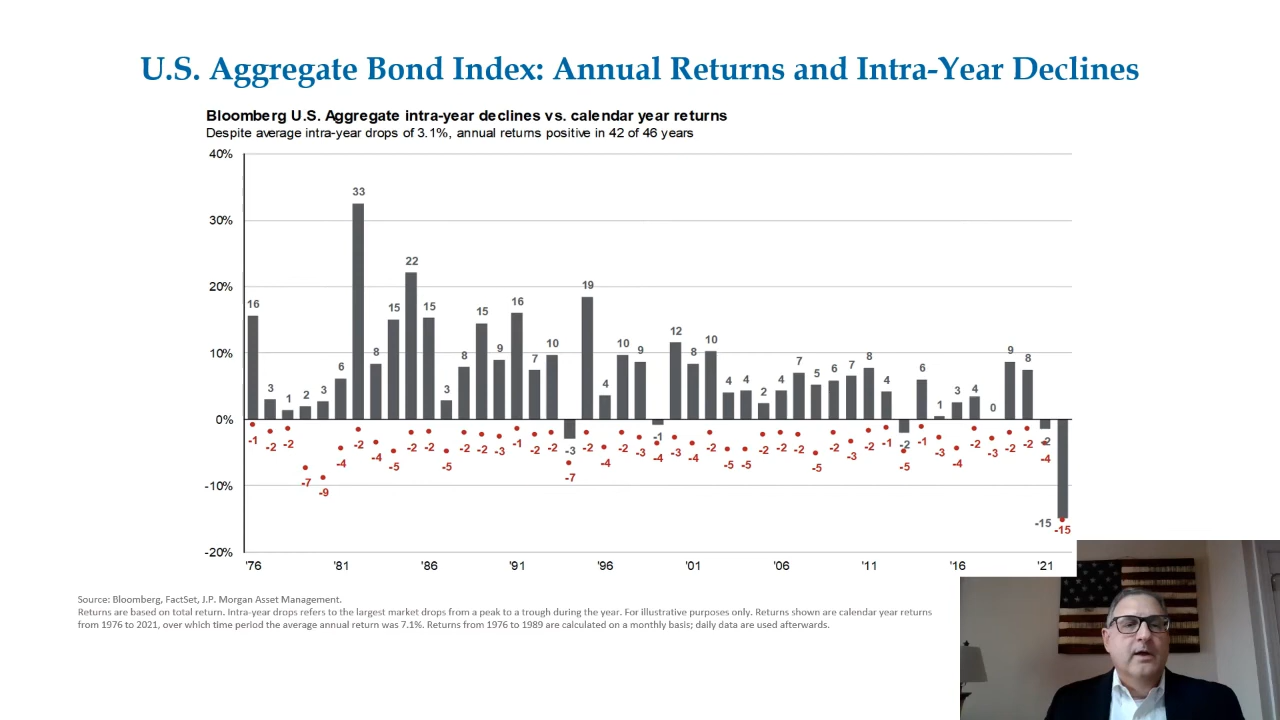 U.S. Aggregate Bond Index: Annual Returns and Intra-Year Declines
Bloomberg U.S. Aggregate intra-year declines vs. calendar year returns
Despite average intra-year drops of 3.1%, annual returns positive in 42 of 46 years
40%
30%
20%
10%
0%
-10%
-20%
16 3 1 2 3 6 33 8 15 22 15 3 8 15 9 16 7 10 -3 19 4 10 9 -1 12 8 10 4 4 2 4 7 5 6 7 8 4 -2 6 1 3 4 0 9 8 -2 -15
-1 -2 -2 -7 -9 -4 -2 -4 -5 -2 -2 -5 -2 -2 -3 -1 -2 -2 -7 -2 -4 -2 -3 -4 -3 -4 -2 -5 -5 -2 -2 -2 -5 -2 -3 -2 -1 -5 -1 -3 -4 -2 -3 -2 -2 -4 -15
'76 '81 '86 '91 '96 '01 '06 '11 '16 '21
Source: Bloomberg, FactSet, J.P. Morgan Asset Management.
Returns are based on total return. Intra-year drops refers to the largest market drops from a peak to a trough during the year. For illustrative purposes only. Returns shown are calendar year returns
from 1976 to 2021, over which time period the average annual return was 7.1%. Returns from 1976 to 1989 are calculated on a monthly basis; daily data are used afterwards.